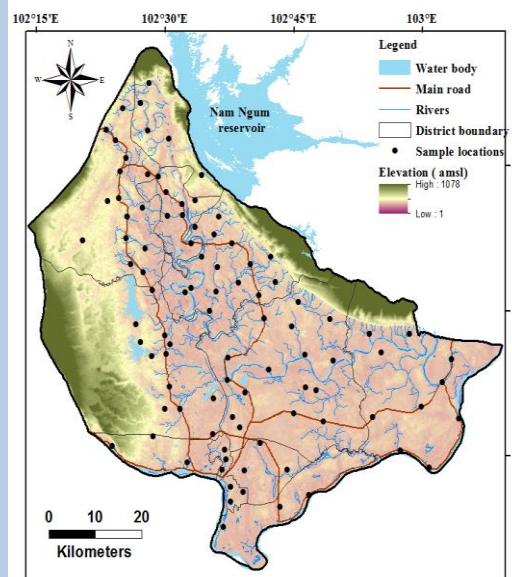 102°15'E 102°30'E 102°45'E 103°E
N
W E
S
Nam Ngum
reservoir
Legend
Water body
Main road
Rivers
District boundary
Sample locations
Elevation ( amsl)
High : 1078
Low : 1
0 10 20
Kilometers